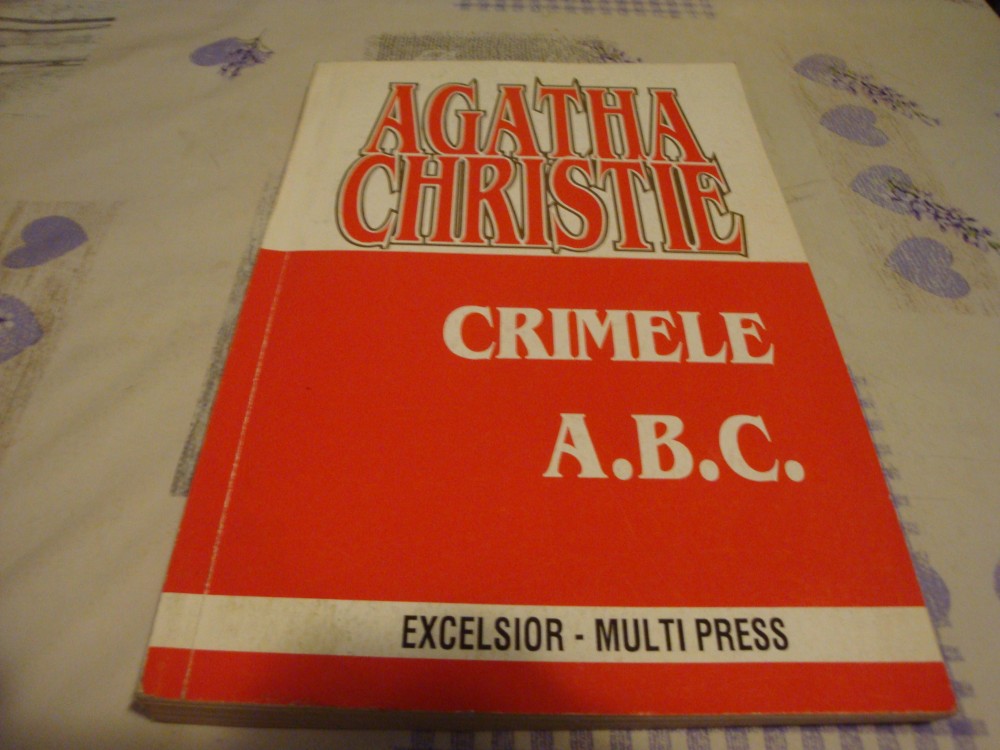 AGATHA
CHRISTIE
CRIMELE
A.B.C.
EXCELSIOR - MULTI PRESS